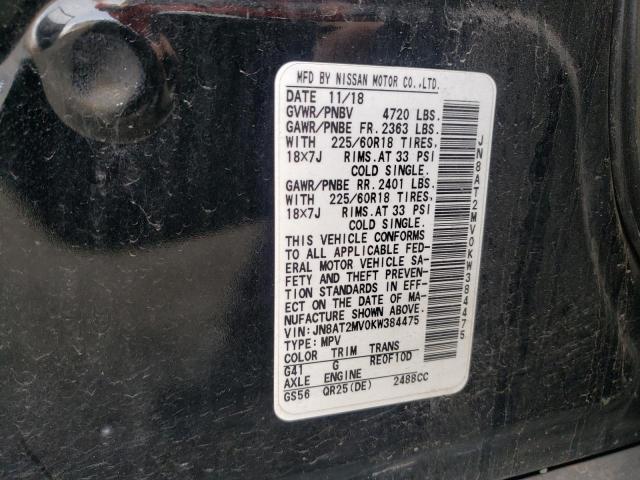 MFD BY NISSAN MOTOR CO.,LTD.
DATE 11/18
GVWR/PNBV 4720 LBS.
GAWR/PNBE FR. 2363 LBS.
WITH 225/60R18 TIRES,
18X7J RIMS.AT 33 PSI
COLD SINGLE.
GAWR/PNBE RR. 2401 LBS.
WITH 225/60R18 TIRES,
18X7J RIMS.AT 33 PSI
COLD SINGLE.
THIS VEHICLE CONFORMS
TO ALL APPLICABLE FED-
ERAL MOTOR VEHICLE SA-
FETY AND THEFT PREVEN-
TION STANDARDS IN EFF-
ECT ON THE DATE OF MA-
NUFACTURE SHOWN ABOVE.
VIN: JN8AT2MV0KW384475
TYPE: MPV
COLOR TRIM TRANS
G41 G RE0F10D
AXLE ENGINE
GS56 QR25(DE) 2488CC
JN8AT2MV0KW384475